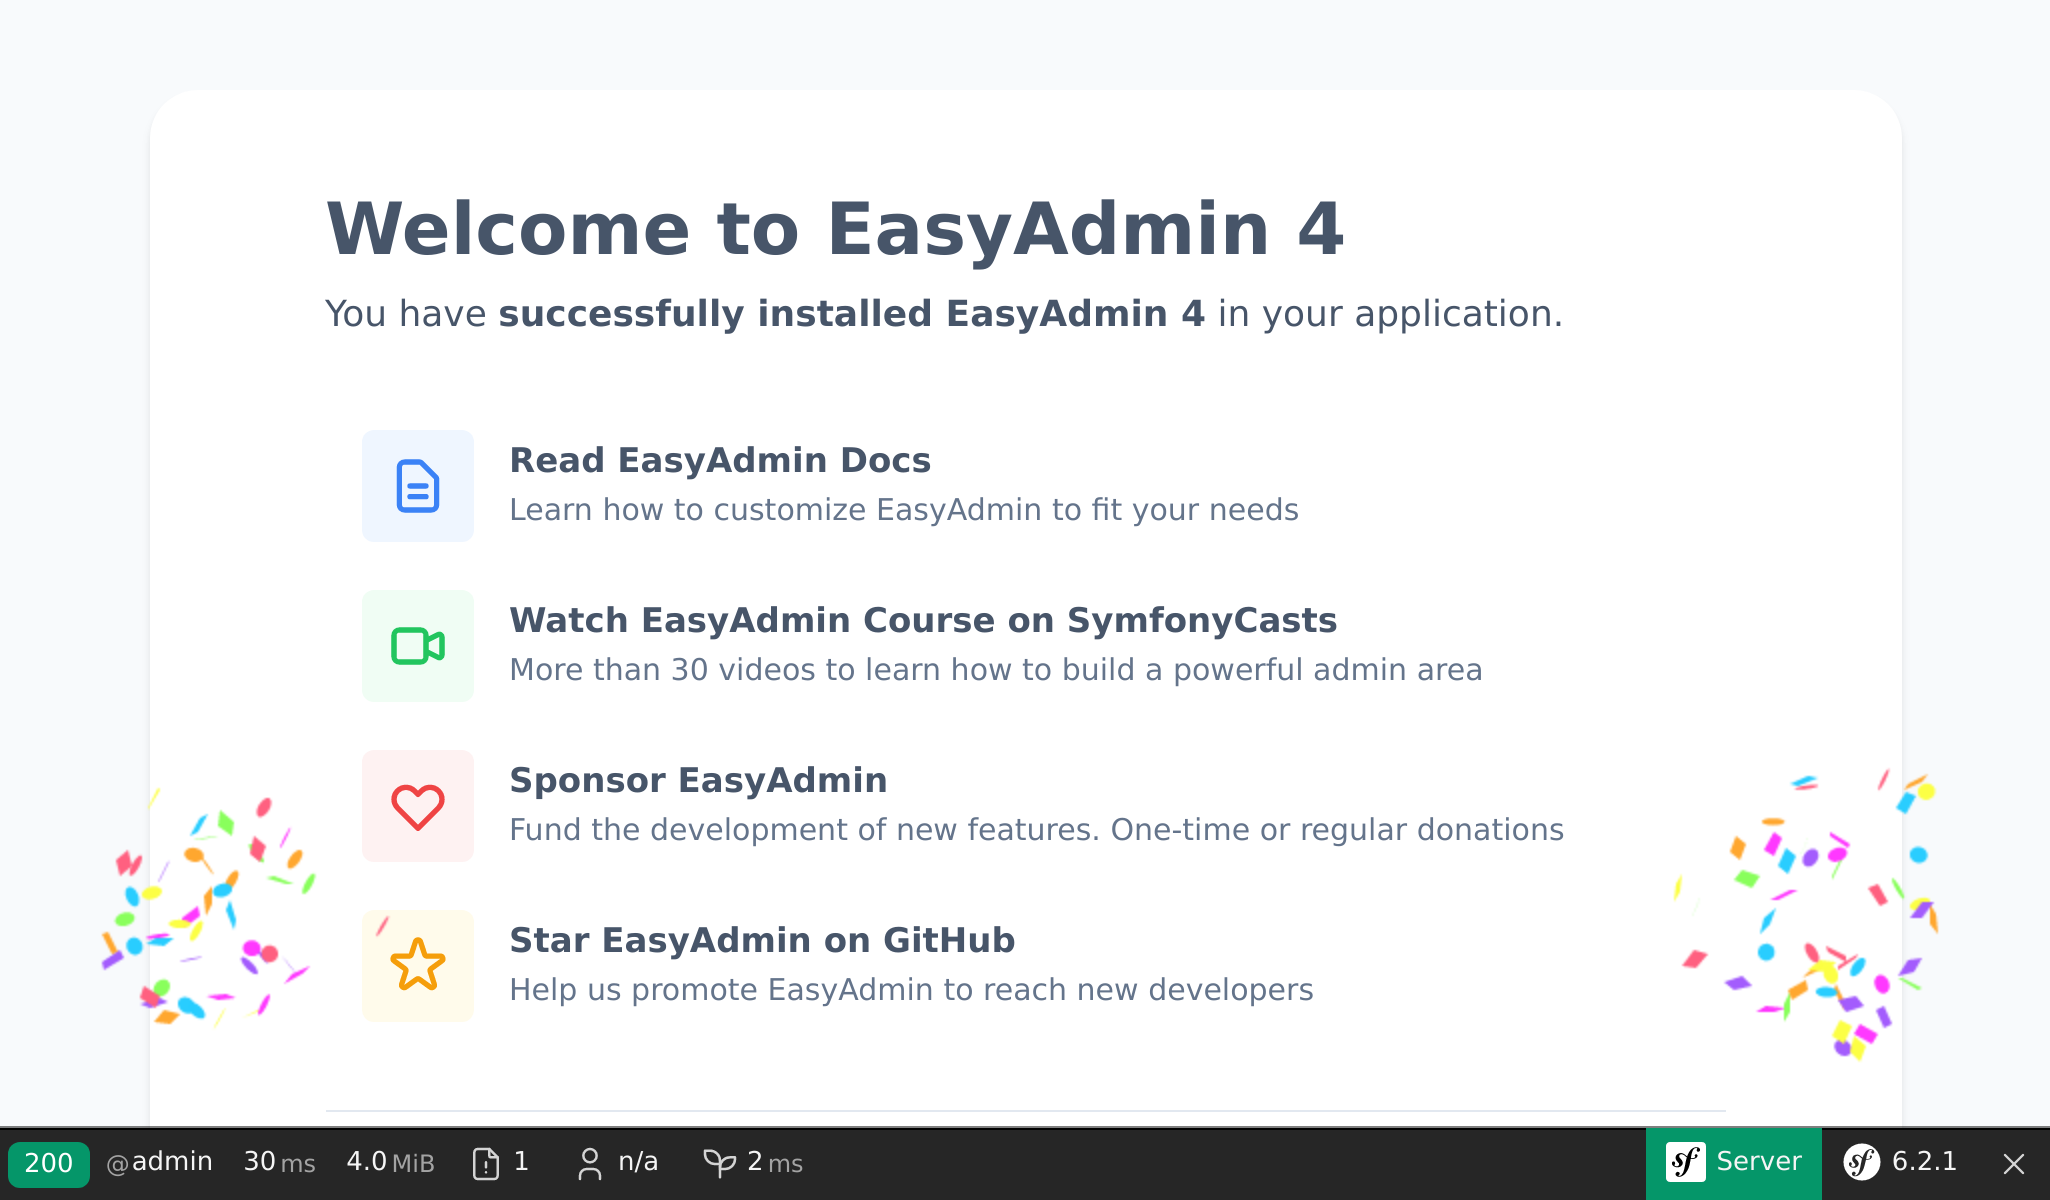 Welcome to EasyAdmin 4
You have successfully installed EasyAdmin 4 in your application.
Read EasyAdmin Docs
Learn how to customize EasyAdmin to fit your needs
Watch EasyAdmin Course on SymfonyCasts
More than 30 videos to learn how to build a powerful admin area
Sponsor EasyAdmin
Fund the development of new features. One-time or regular donations
Star EasyAdmin on GitHub
Help us promote EasyAdmin to reach new developers
200 @admin 30 ms 4.0 MiB 1 n/a 2 ms sf Server sf 6.2.1